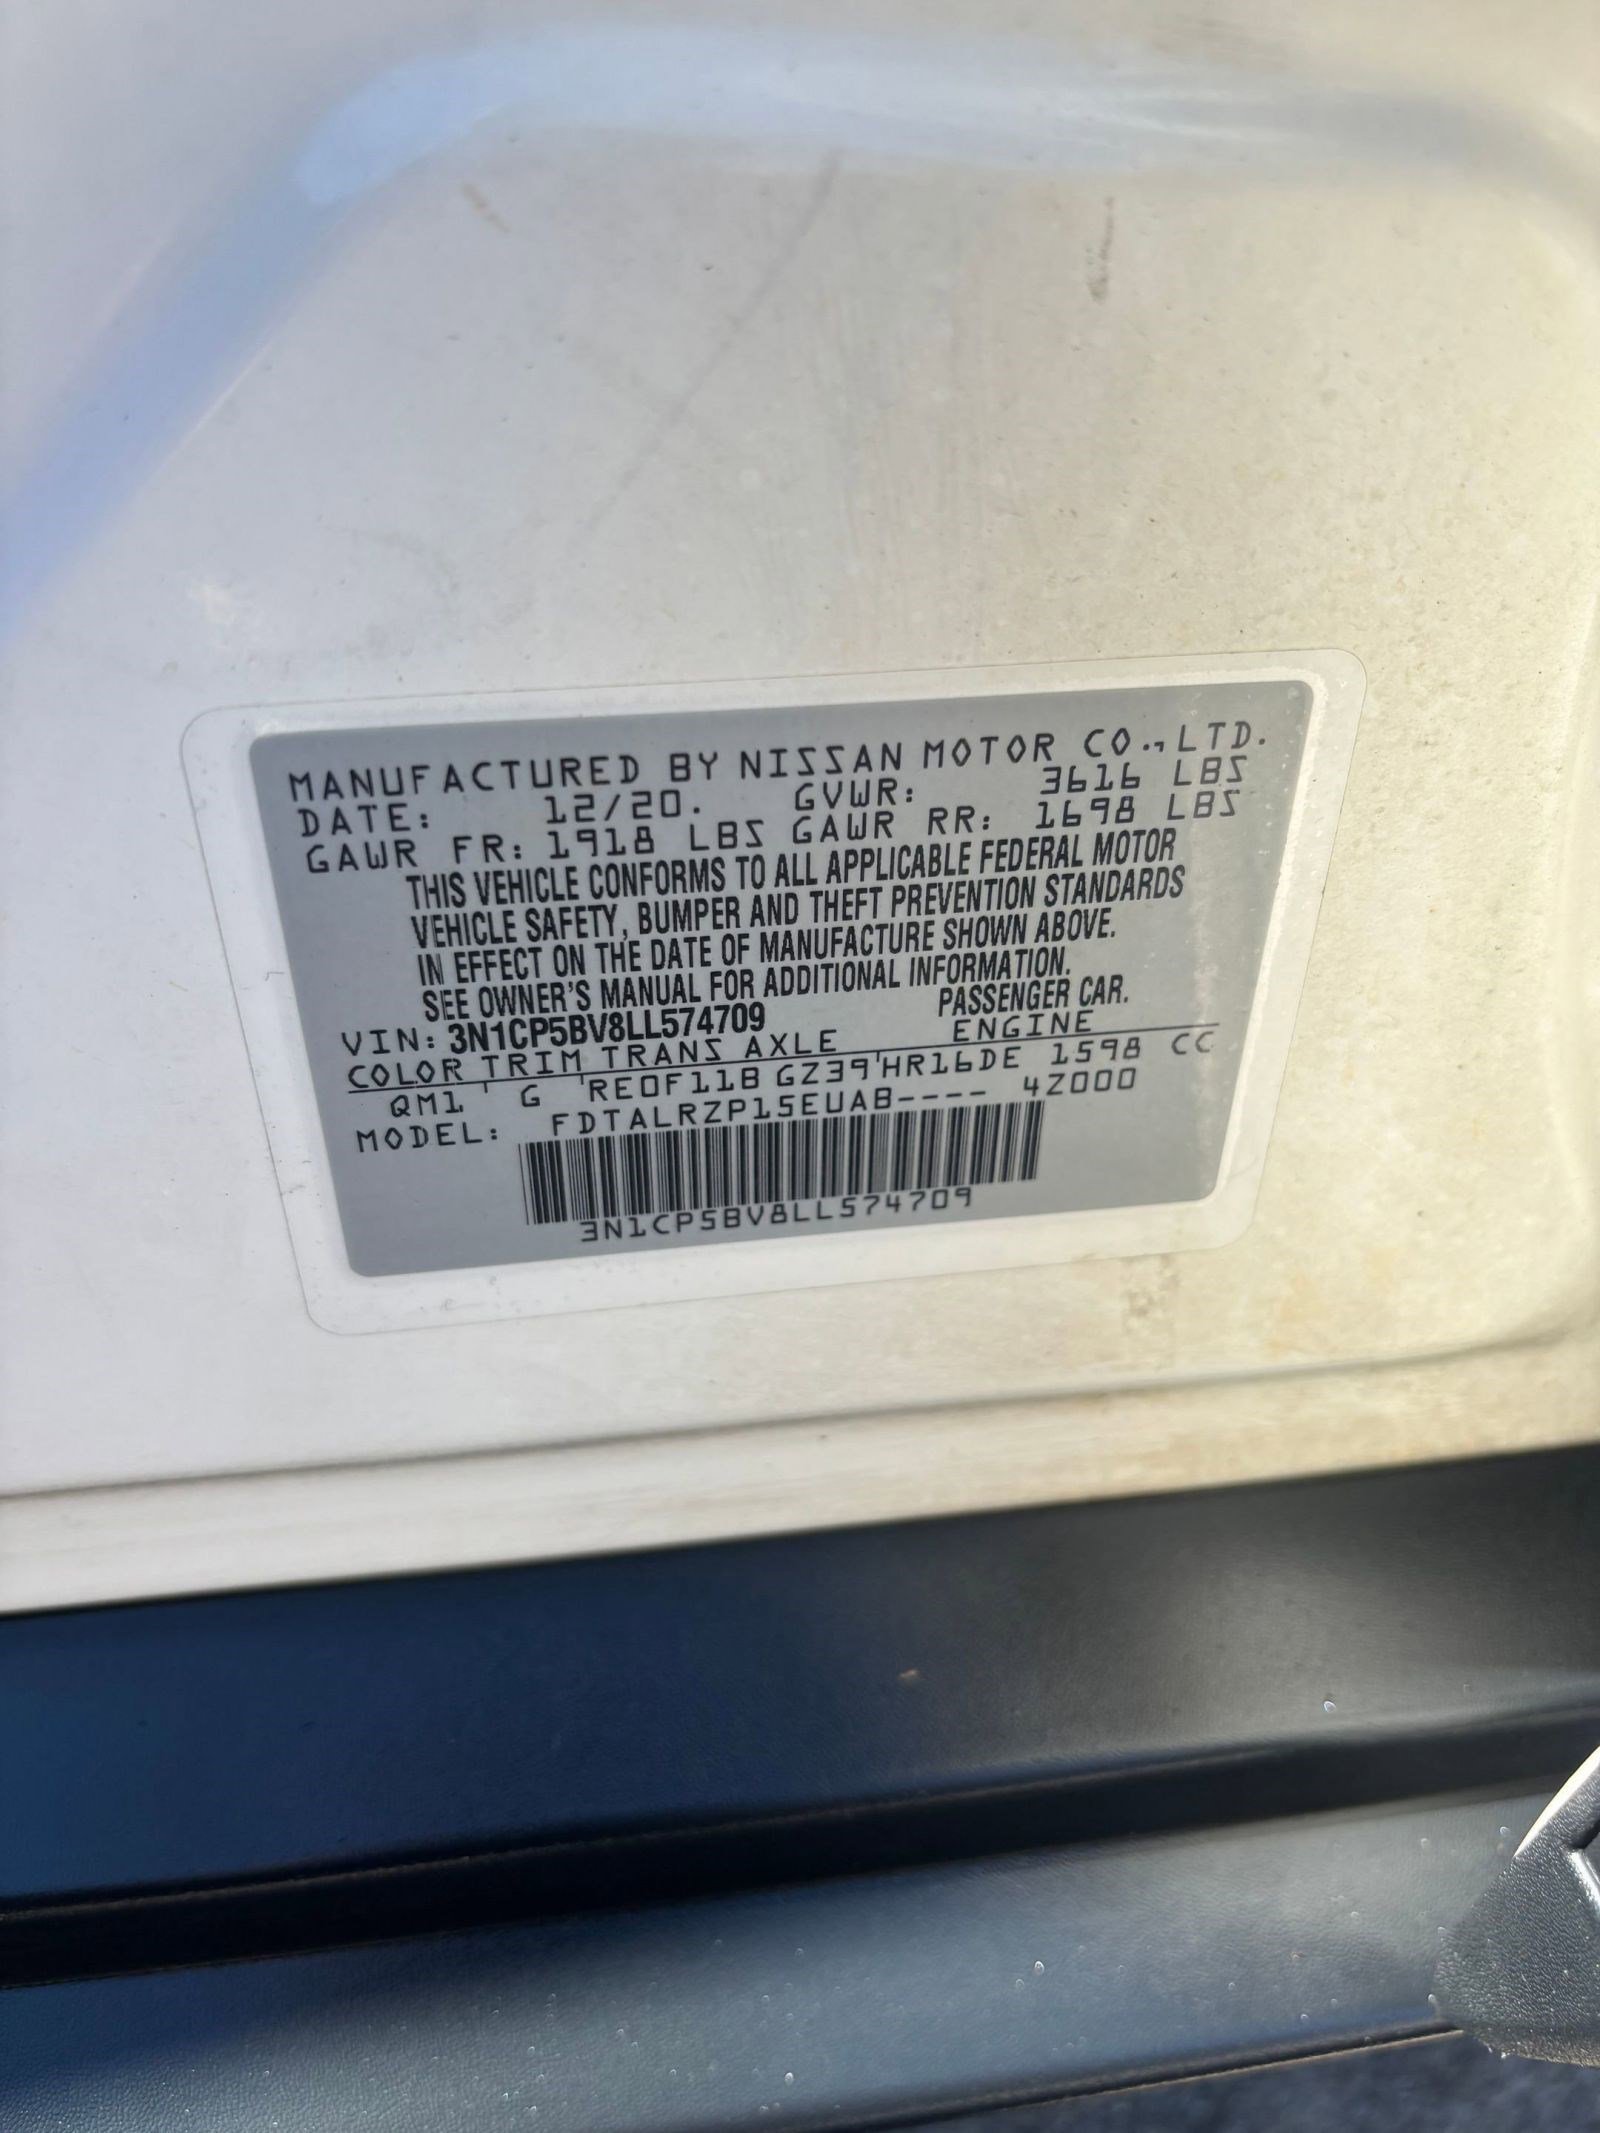 MANUFACTURED BY NISSAN MOTOR CO., LTD.
DATE: 12/20. GVWR: 3616 LBS
GAWR FR: 1918 LBS GAWR RR: 1698 LBS
THIS VEHICLE CONFORMS TO ALL APPLICABLE FEDERAL MOTOR
VEHICLE SAFETY, BUMPER AND THEFT PREVENTION STANDARDS
IN EFFECT ON THE DATE OF MANUFACTURE SHOWN ABOVE.
SEE OWNER'S MANUAL FOR ADDITIONAL INFORMATION.
VIN: 3N1CP5BV8LL574709 PASSENGER CAR.
COLOR TRIM TRANS AXLE ENGINE
QM1 G RE0F11B GZ39 HR16DE 1598 CC
MODEL: FDTALRZP15EUAB---- 4Z000
3N1CP5BV8LL574709